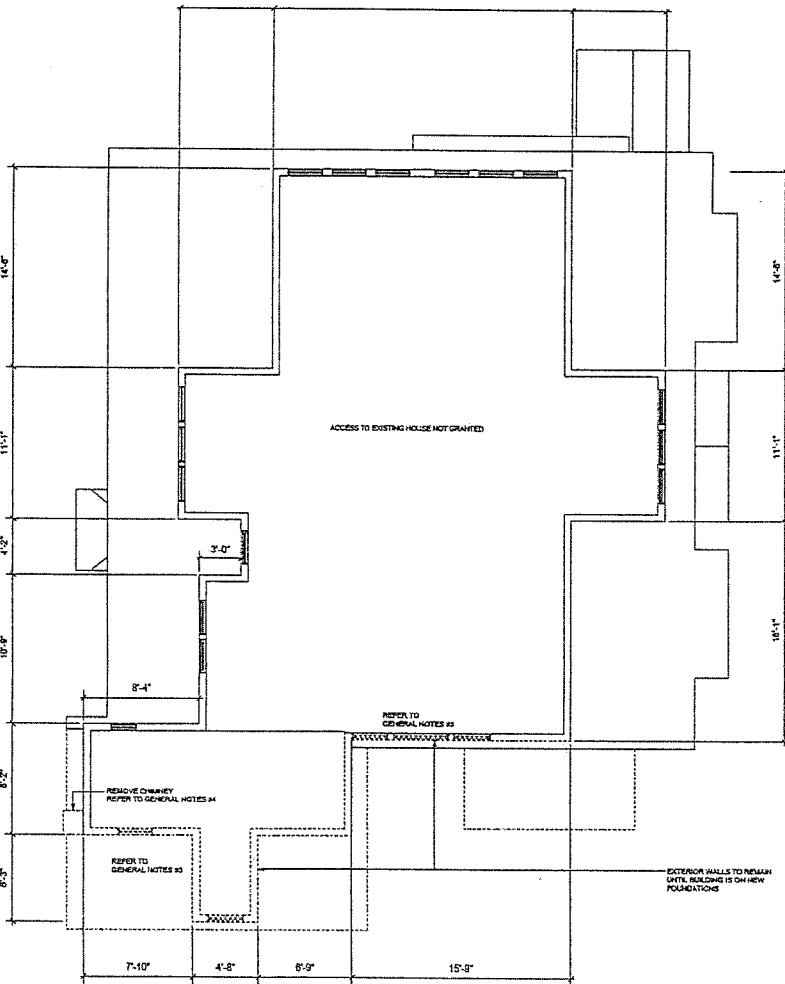 14'-6"
14'-6"
ACCESS TO EXISTING HOUSE NOT GRANTED
11'-1"
11'-1"
4'-2"
3'-0"
16'-1"
10'-9"
8'-4"
REFER TO
GENERAL NOTES #3
8'-2"
REMOVE CHIMNEY
REFER TO GENERAL NOTES #4
REFER TO
GENERAL NOTES #3
6'-3"
EXTERIOR WALLS TO REMAIN
UNTIL BUILDING IS ON NEW
FOUNDATIONS
7'-10"
4'-8"
6'-9"
15'-9"